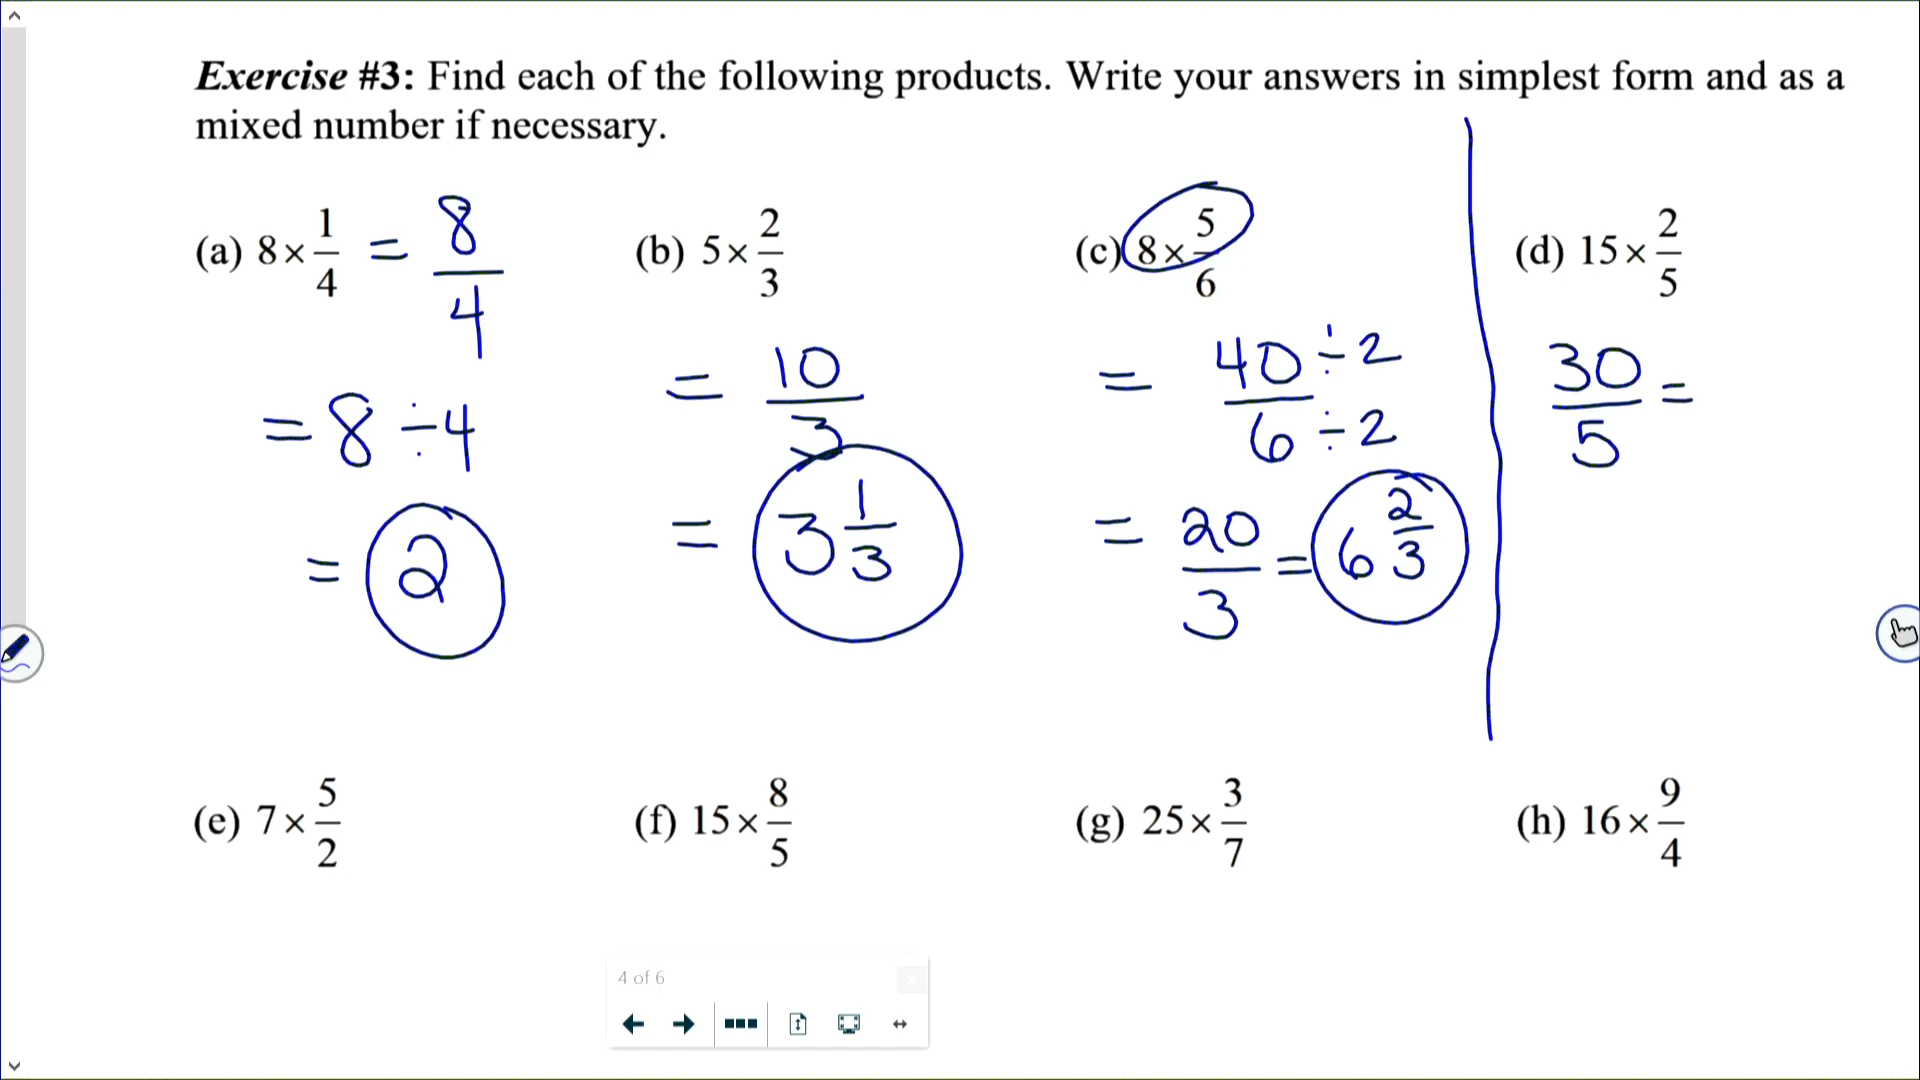 Exercise #3: Find each of the following products. Write your answers in simplest form and as a
mixed number if necessary.
(a) 8 × 1/4 = 8/4
= 8 ÷ 4
= 2
(b) 5 × 2/3
= 10/3
= 3 1/3
(c) 8 × 5/6
= 40 ÷ 2 / 6 ÷ 2
= 20/3 = 6 2/3
(d) 15 × 2/5
30/5 =
(e) 7 × 5/2
(f) 15 × 8/5
(g) 25 × 3/7
(h) 16 × 9/4
4 of 6